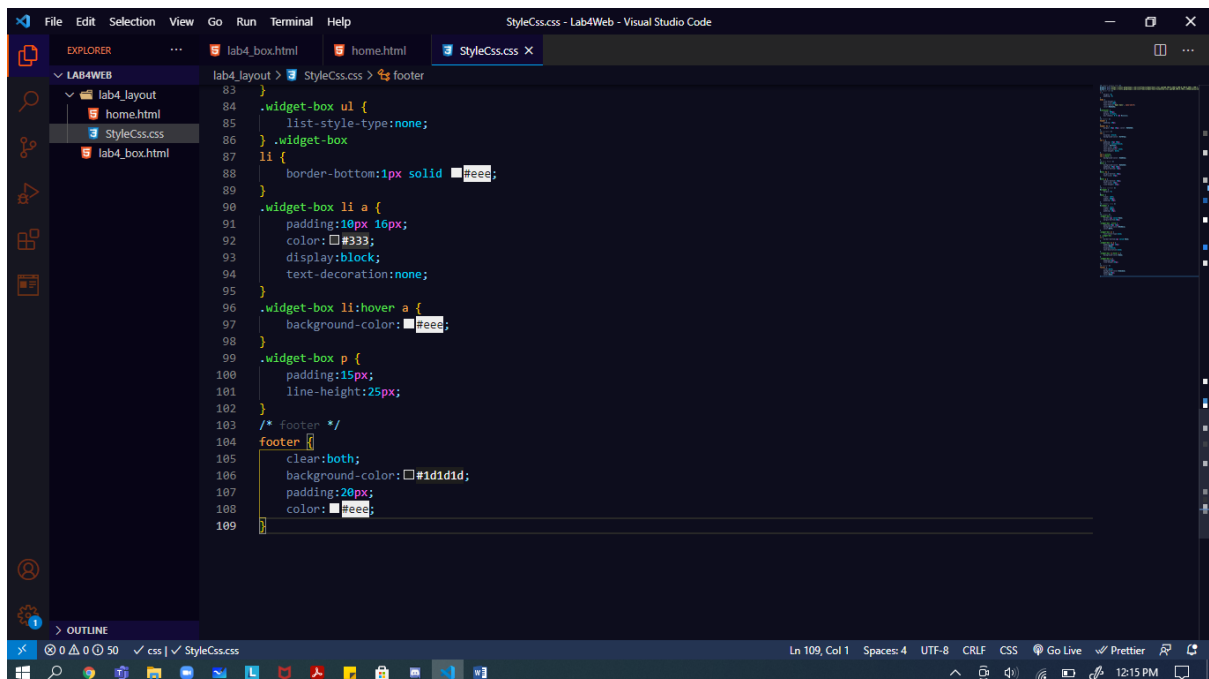 File Edit Selection View Go Run Terminal Help StyleCss.css - Lab4Web - Visual Studio Code
EXPLORER ··· lab4_box.html home.html StyleCss.css
LAB4WEB
lab4_layout > StyleCss.css > footer
lab4_layout
home.html
StyleCss.css
lab4_box.html
83 }
84 .widget-box ul {
85 list-style-type:none;
86 } .widget-box
87 li {
88 border-bottom:1px solid #eee;
89 }
90 .widget-box li a {
91 padding:10px 16px;
92 color:#333;
93 display:block;
94 text-decoration:none;
95 }
96 .widget-box li:hover a {
97 background-color:#eee;
98 }
99 .widget-box p {
100 padding:15px;
101 line-height:25px;
102 }
103 /* footer */
104 footer {
105 clear:both;
106 background-color:#1d1d1d;
107 padding:20px;
108 color:#eee;
109 }
1
OUTLINE
0 0 50 css | StyleCss.css Ln 109, Col 1 Spaces: 4 UTF-8 CRLF CSS Go Live Prettier
12:15 PM